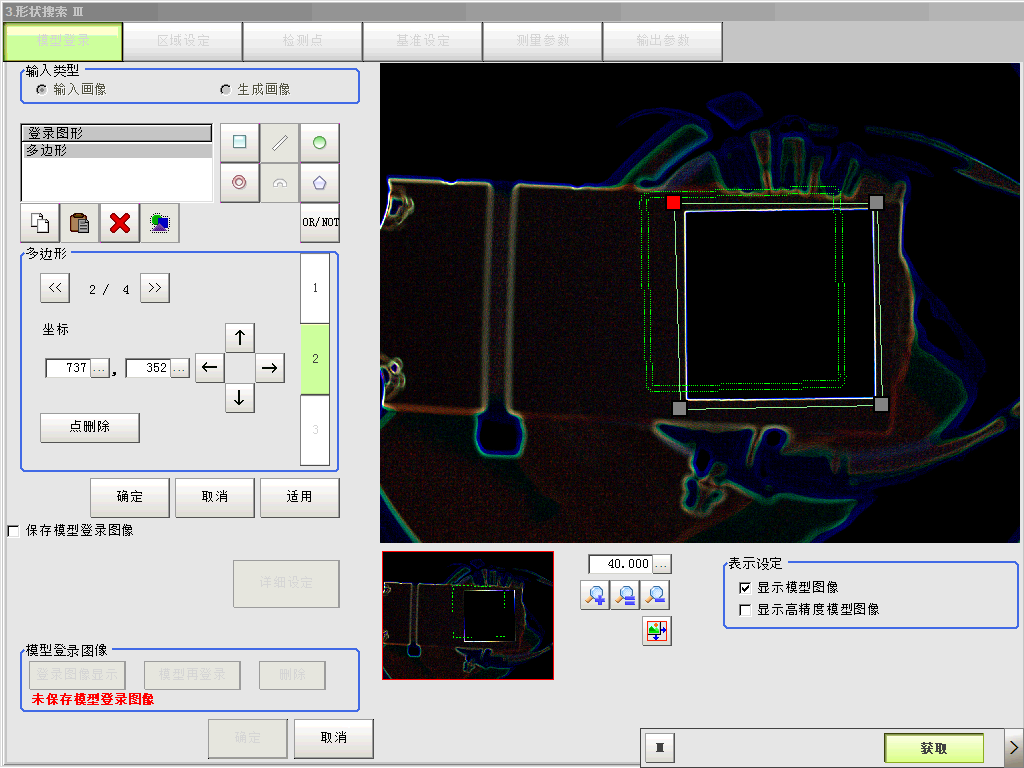 3.形状搜索 Ⅲ
模型登录 区域设定 检测点 基准设定 测量参数 输出参数
输入类型
输入画像 生成画像
登录图形
多边形
OR/NOT
多边形
<< 2 / 4 >>
1
坐标
737 ... , 352 ...
2
点删除
3
确定 取消 适用
保存模型登录图像
详细设定
模型登录图像
登录图像显示 模型再登录 删除
未保存模型登录图像
确定 取消
40.000 ...
表示设定
显示模型图像
显示高精度模型图像
获取 >